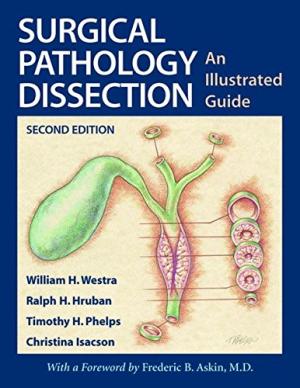 SURGICAL
PATHOLOGY
DISSECTION
An
Illustrated
Guide
SECOND EDITION
William H. Westra
Ralph H. Hruban
Timothy H. Phelps
Christina Isacson
With a Foreword by Frederic B. Askin, M.D.